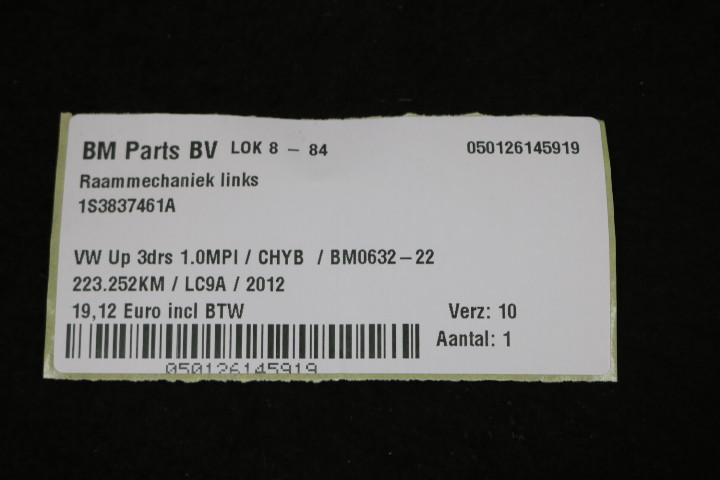 BM Parts BV LOK 8 - 84 050126145919
Raammechaniek links
1S3837461A
VW Up 3drs 1.0MPI / CHYB / BM0632-22
223.252KM / LC9A / 2012
19,12 Euro incl BTW Verz: 10
Aantal: 1
050126145919